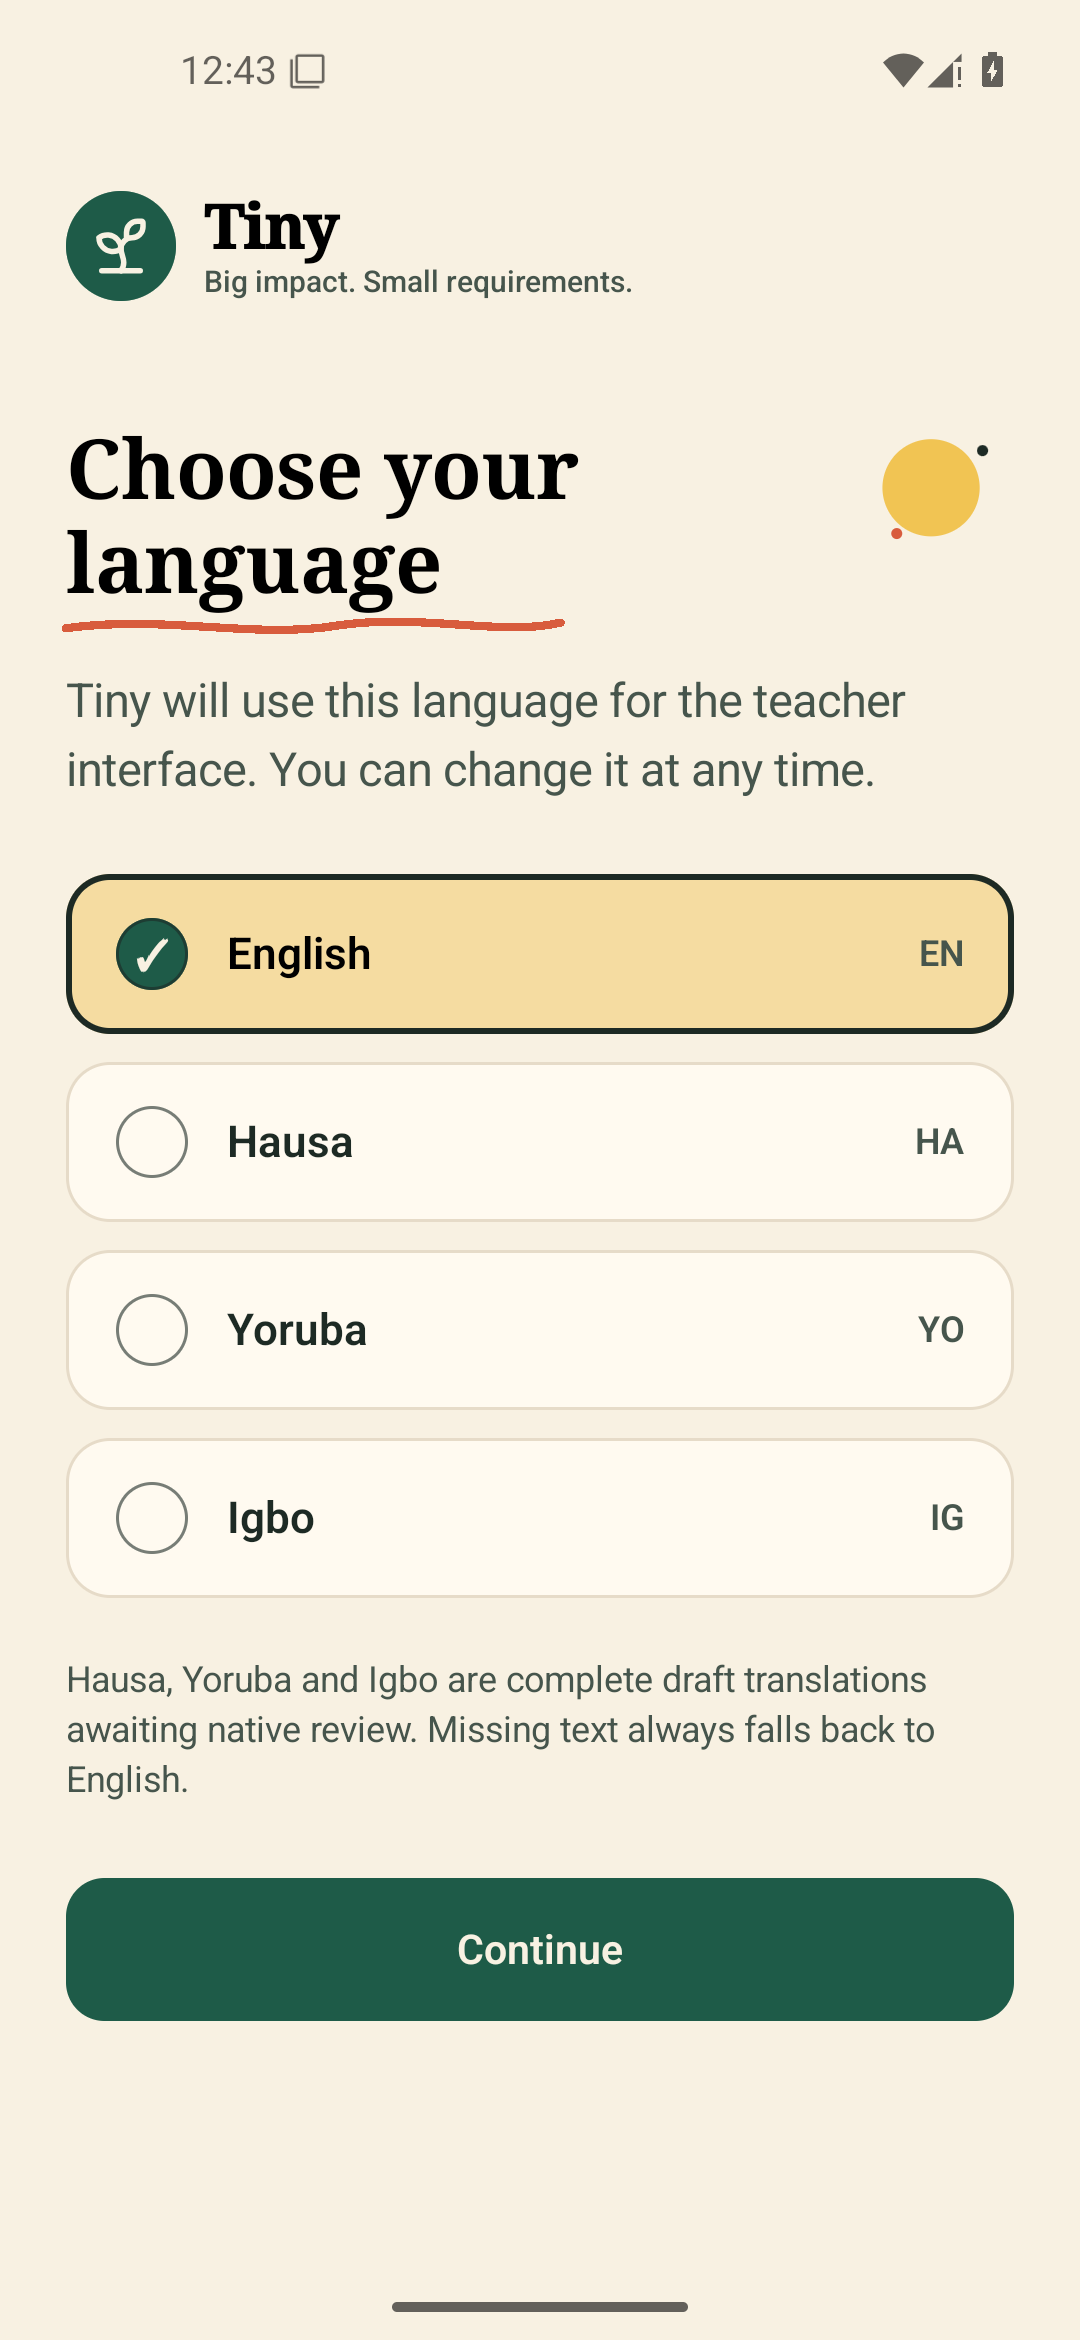 12:43
Tiny
Big impact. Small requirements.
Choose your
language
Tiny will use this language for the teacher
interface. You can change it at any time.
English EN
Hausa HA
Yoruba YO
Igbo IG
Hausa, Yoruba and Igbo are complete draft translations
awaiting native review. Missing text always falls back to
English.
Continue